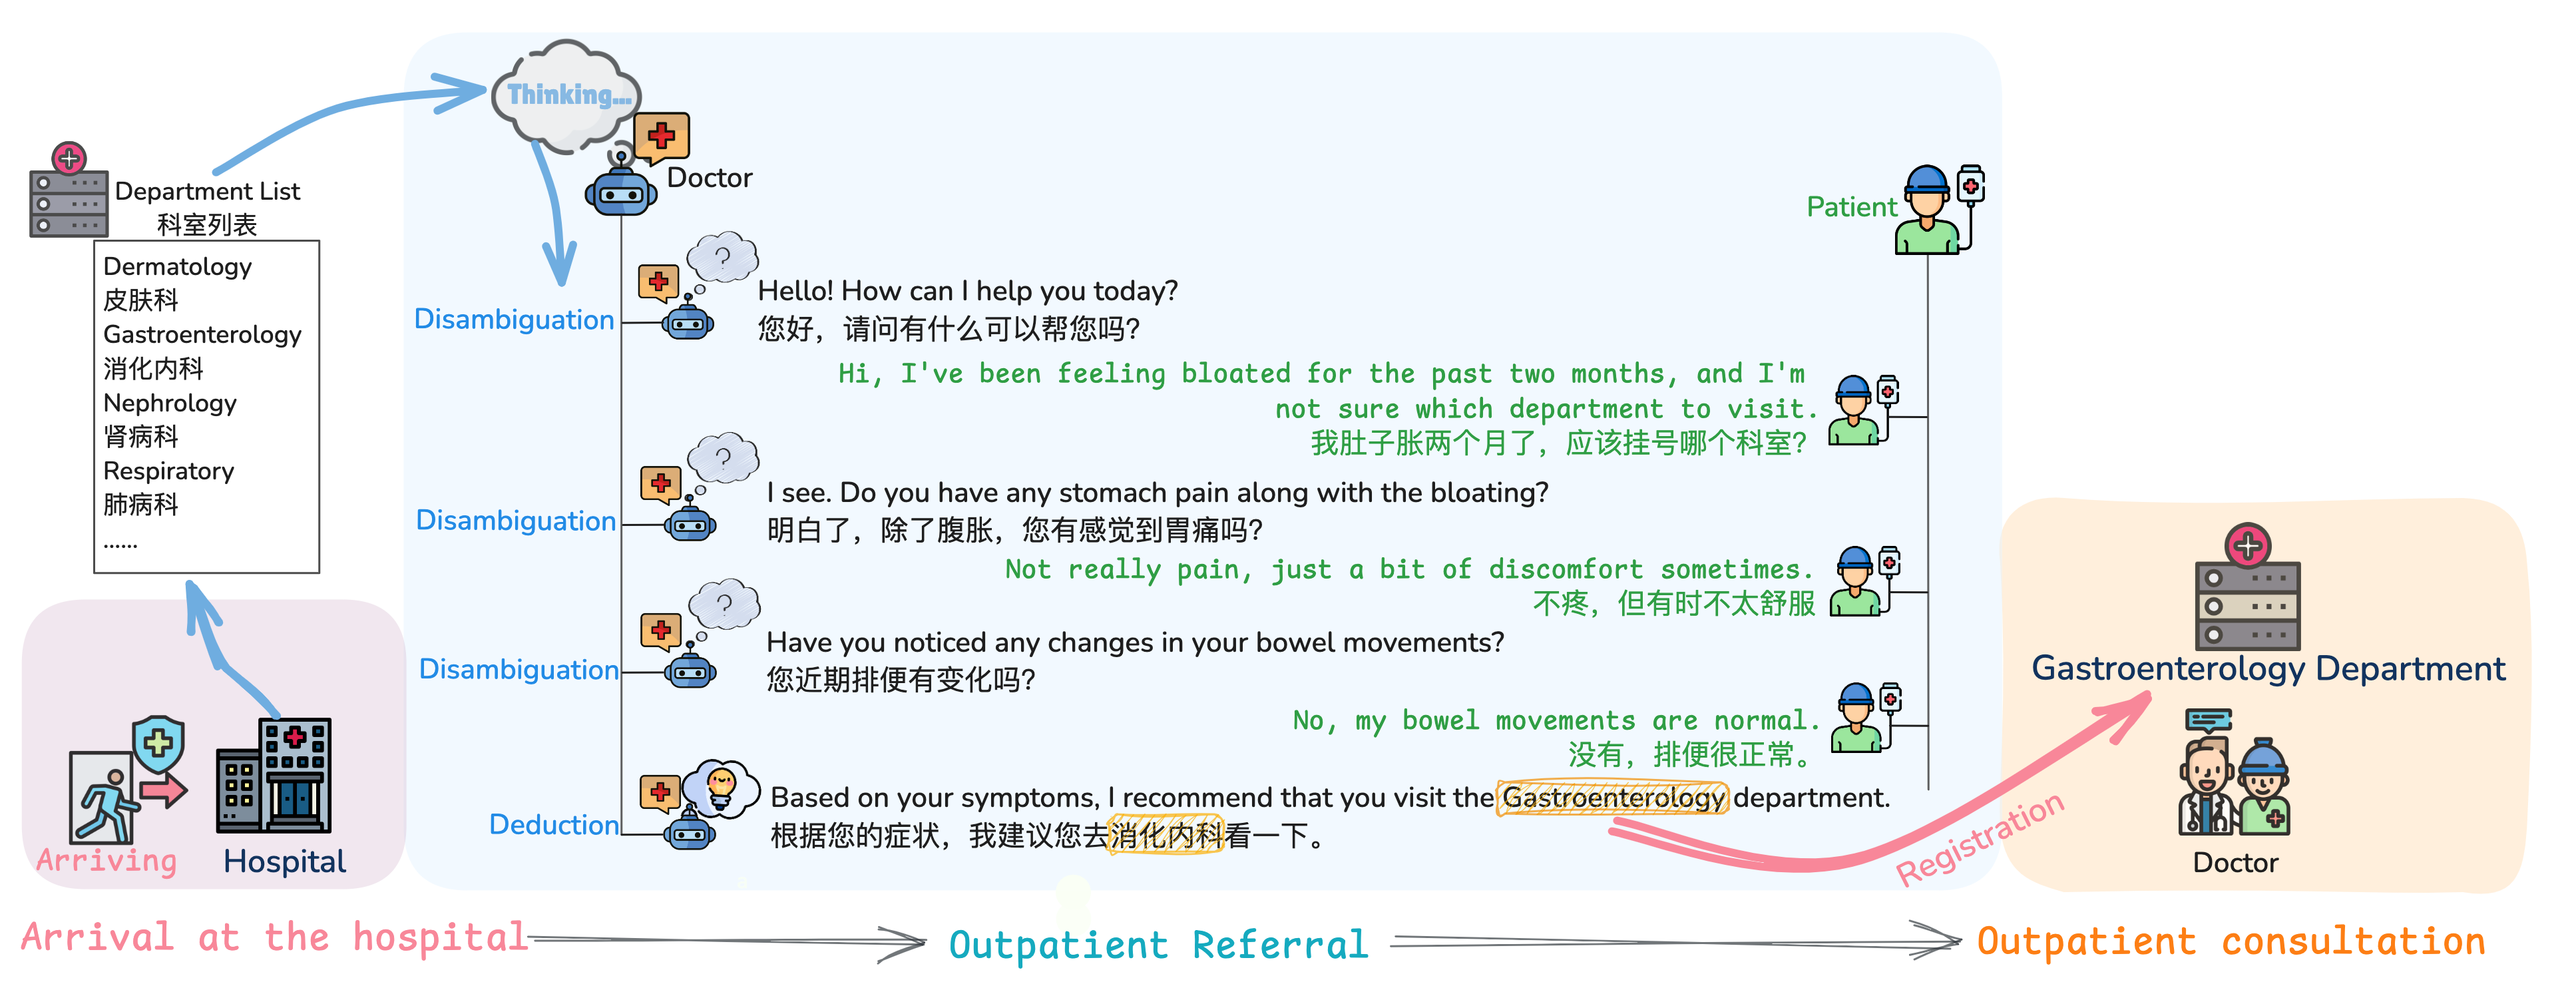 Thinking...
Doctor
Department List
科室列表
Dermatology
皮肤科
Gastroenterology
消化内科
Nephrology
肾病科
Respiratory
肺病科
......
Arriving
Hospital
Patient
Disambiguation
?
Hello! How can I help you today?
您好，请问有什么可以帮您吗?
Hi, I've been feeling bloated for the past two months, and I'm
not sure which department to visit.
我肚子胀两个月了，应该挂号哪个科室?
Disambiguation
?
I see. Do you have any stomach pain along with the bloating?
明白了，除了腹胀，您有感觉到胃痛吗?
Not really pain, just a bit of discomfort sometimes.
不疼，但有时不太舒服
Disambiguation
?
Have you noticed any changes in your bowel movements?
您近期排便有变化吗?
No, my bowel movements are normal.
没有，排便很正常。
Deduction
Based on your symptoms, I recommend that you visit the Gastroenterology department.
根据您的症状，我建议您去消化内科看一下。
Registration
Gastroenterology Department
Doctor
Arrival at the hospital
Outpatient Referral
Outpatient consultation